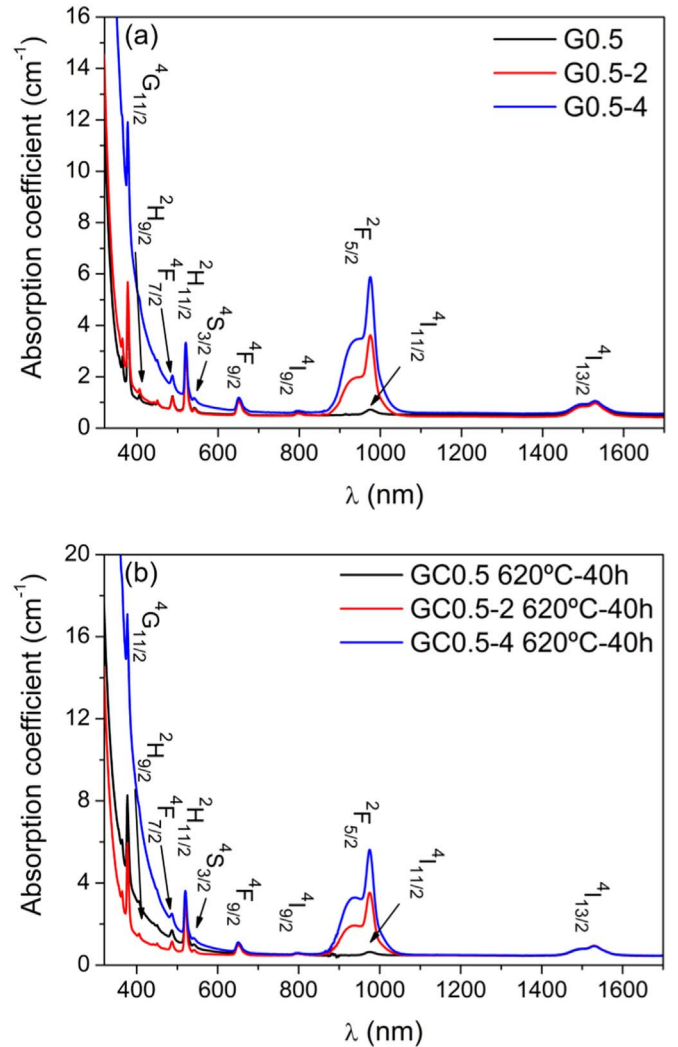 (a)
G0.5
G0.5-2
G0.5-4
⁴G₁₁/₂
²H₉/₂
⁴F₇/₂
²H₁₁/₂
⁴S₃/₂
⁴F₉/₂
⁴I₉/₂
²F₅/₂
⁴I₁₁/₂
⁴I₁₃/₂
Absorption coefficient (cm⁻¹)
16
14
12
10
8
6
4
2
0
400 600 800 1000 1200 1400 1600
λ (nm)
(b)
GC0.5 620ºC-40h
GC0.5-2 620ºC-40h
GC0.5-4 620ºC-40h
⁴G₁₁/₂
²H₉/₂
⁴F₇/₂
²H₁₁/₂
⁴S₃/₂
⁴F₉/₂
⁴I₉/₂
²F₅/₂
⁴I₁₁/₂
⁴I₁₃/₂
Absorption coefficient (cm⁻¹)
20
16
12
8
4
0
400 600 800 1000 1200 1400 1600
λ (nm)